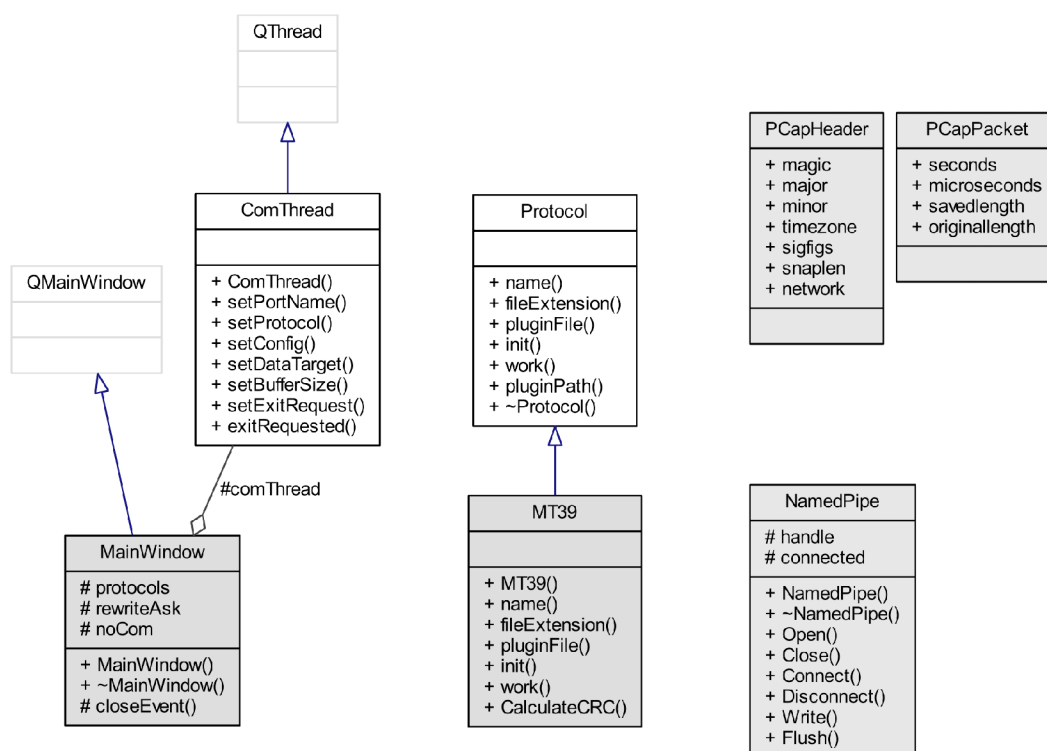 QThread
ComThread
+ ComThread()
+ setPortName()
+ setProtocol()
+ setConfig()
+ setDataTarget()
+ setBufferSize()
+ setExitRequest()
+ exitRequested()
QMainWindow
#comThread
MainWindow
# protocols
# rewriteAsk
# noCom
+ MainWindow()
+ ~MainWindow()
# closeEvent()
Protocol
+ name()
+ fileExtension()
+ pluginFile()
+ init()
+ work()
+ pluginPath()
+ ~Protocol()
MT39
+ MT39()
+ name()
+ fileExtension()
+ pluginFile()
+ init()
+ work()
+ CalculateCRC()
PCapHeader
+ magic
+ major
+ minor
+ timezone
+ sigfigs
+ snaplen
+ network
PCapPacket
+ seconds
+ microseconds
+ savedlength
+ originallength
NamedPipe
# handle
# connected
+ NamedPipe()
+ ~NamedPipe()
+ Open()
+ Close()
+ Connect()
+ Disconnect()
+ Write()
+ Flush()